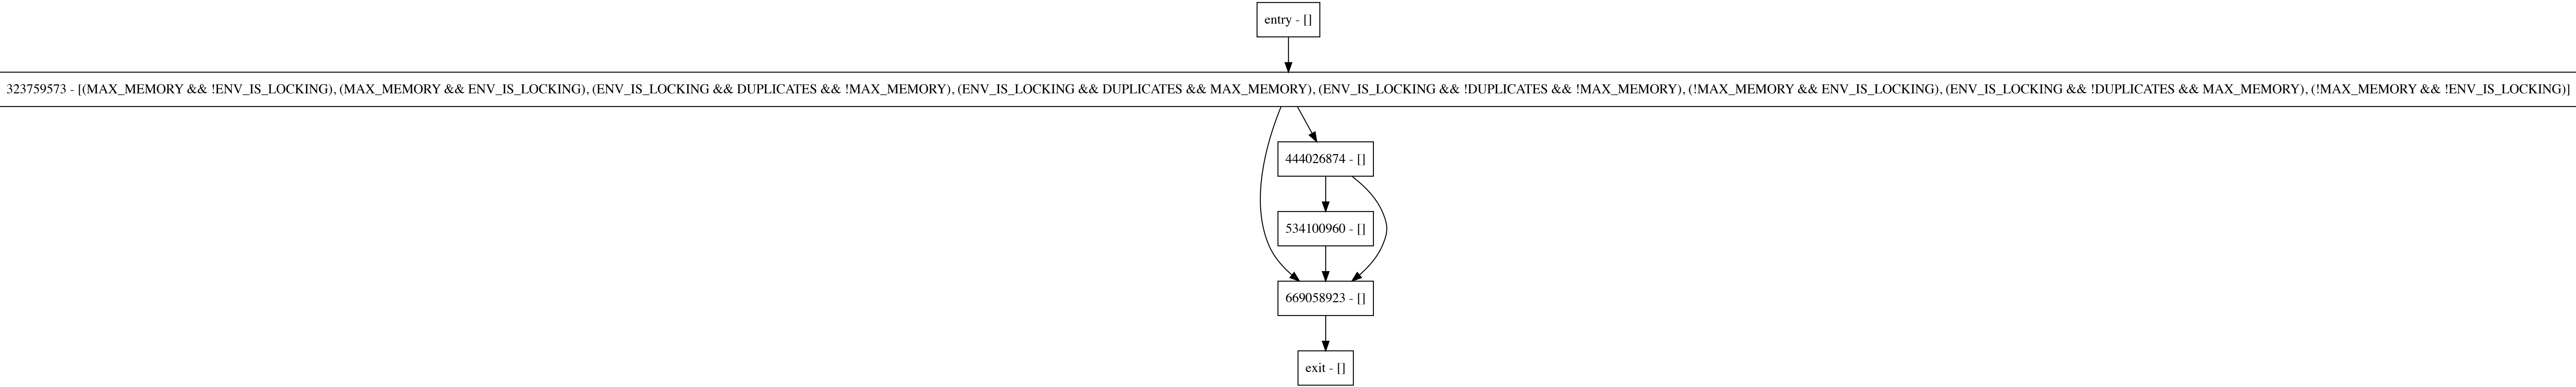 entry - []
323759573 - [(MAX_MEMORY && !ENV_IS_LOCKING), (MAX_MEMORY && ENV_IS_LOCKING), (ENV_IS_LOCKING && DUPLICATES && !MAX_MEMORY), (ENV_IS_LOCKING && DUPLICATES && MAX_MEMORY), (ENV_IS_LOCKING && !DUPLICATES && !MAX_MEMORY), (!MAX_MEMORY && ENV_IS_LOCKING), (ENV_IS_LOCKING && !DUPLICATES && MAX_MEMORY), (!MAX_MEMORY && !ENV_IS_LOCKING)]
444026874 - []
534100960 - []
669058923 - []
exit - []